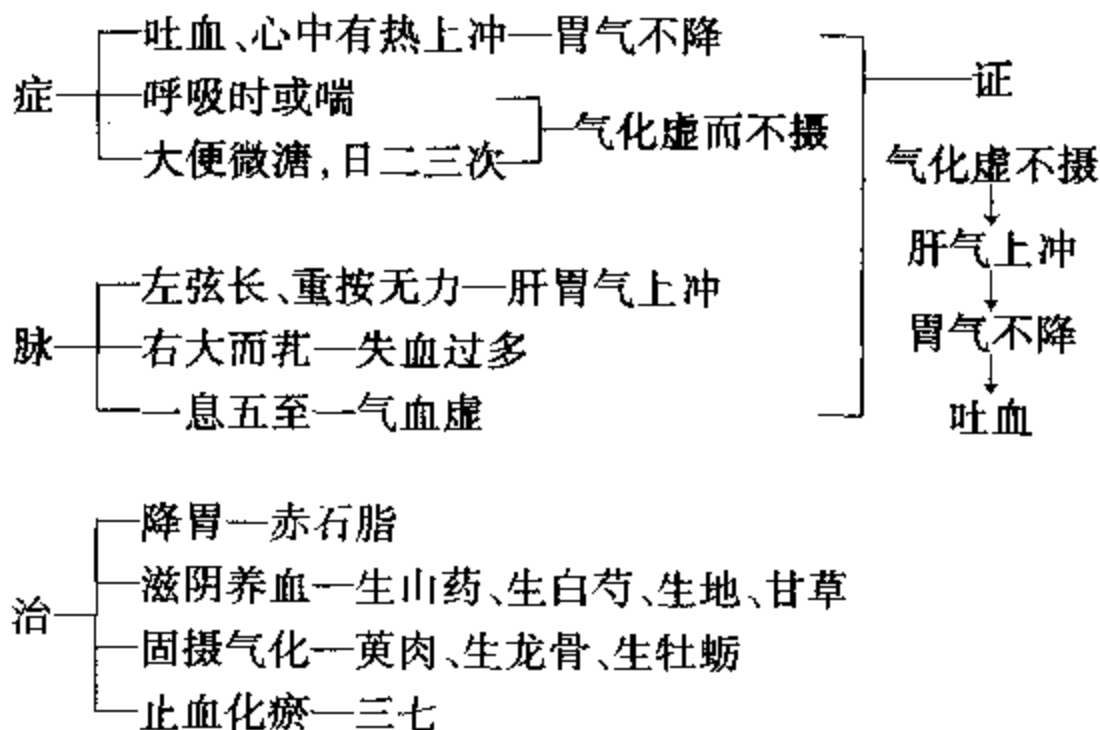 症
吐血、心中有热上冲—胃气不降
呼吸时或喘
大便微溏,日二三次
气化虚而不摄
脉
左弦长、重按无力—肝胃气上冲
右大而芤—失血过多
一息五至—气血虚
证
气化虚不摄
肝气上冲
胃气不降
吐血
治
降胃—赤石脂
滋阴养血—生山药、生白芍、生地、甘草
固摄气化—萸肉、生龙骨、生牡蛎
止血化瘀—三七